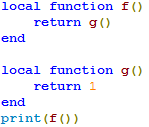 local function f()
    return g()
end

local function g()
    return 1
end
print(f())